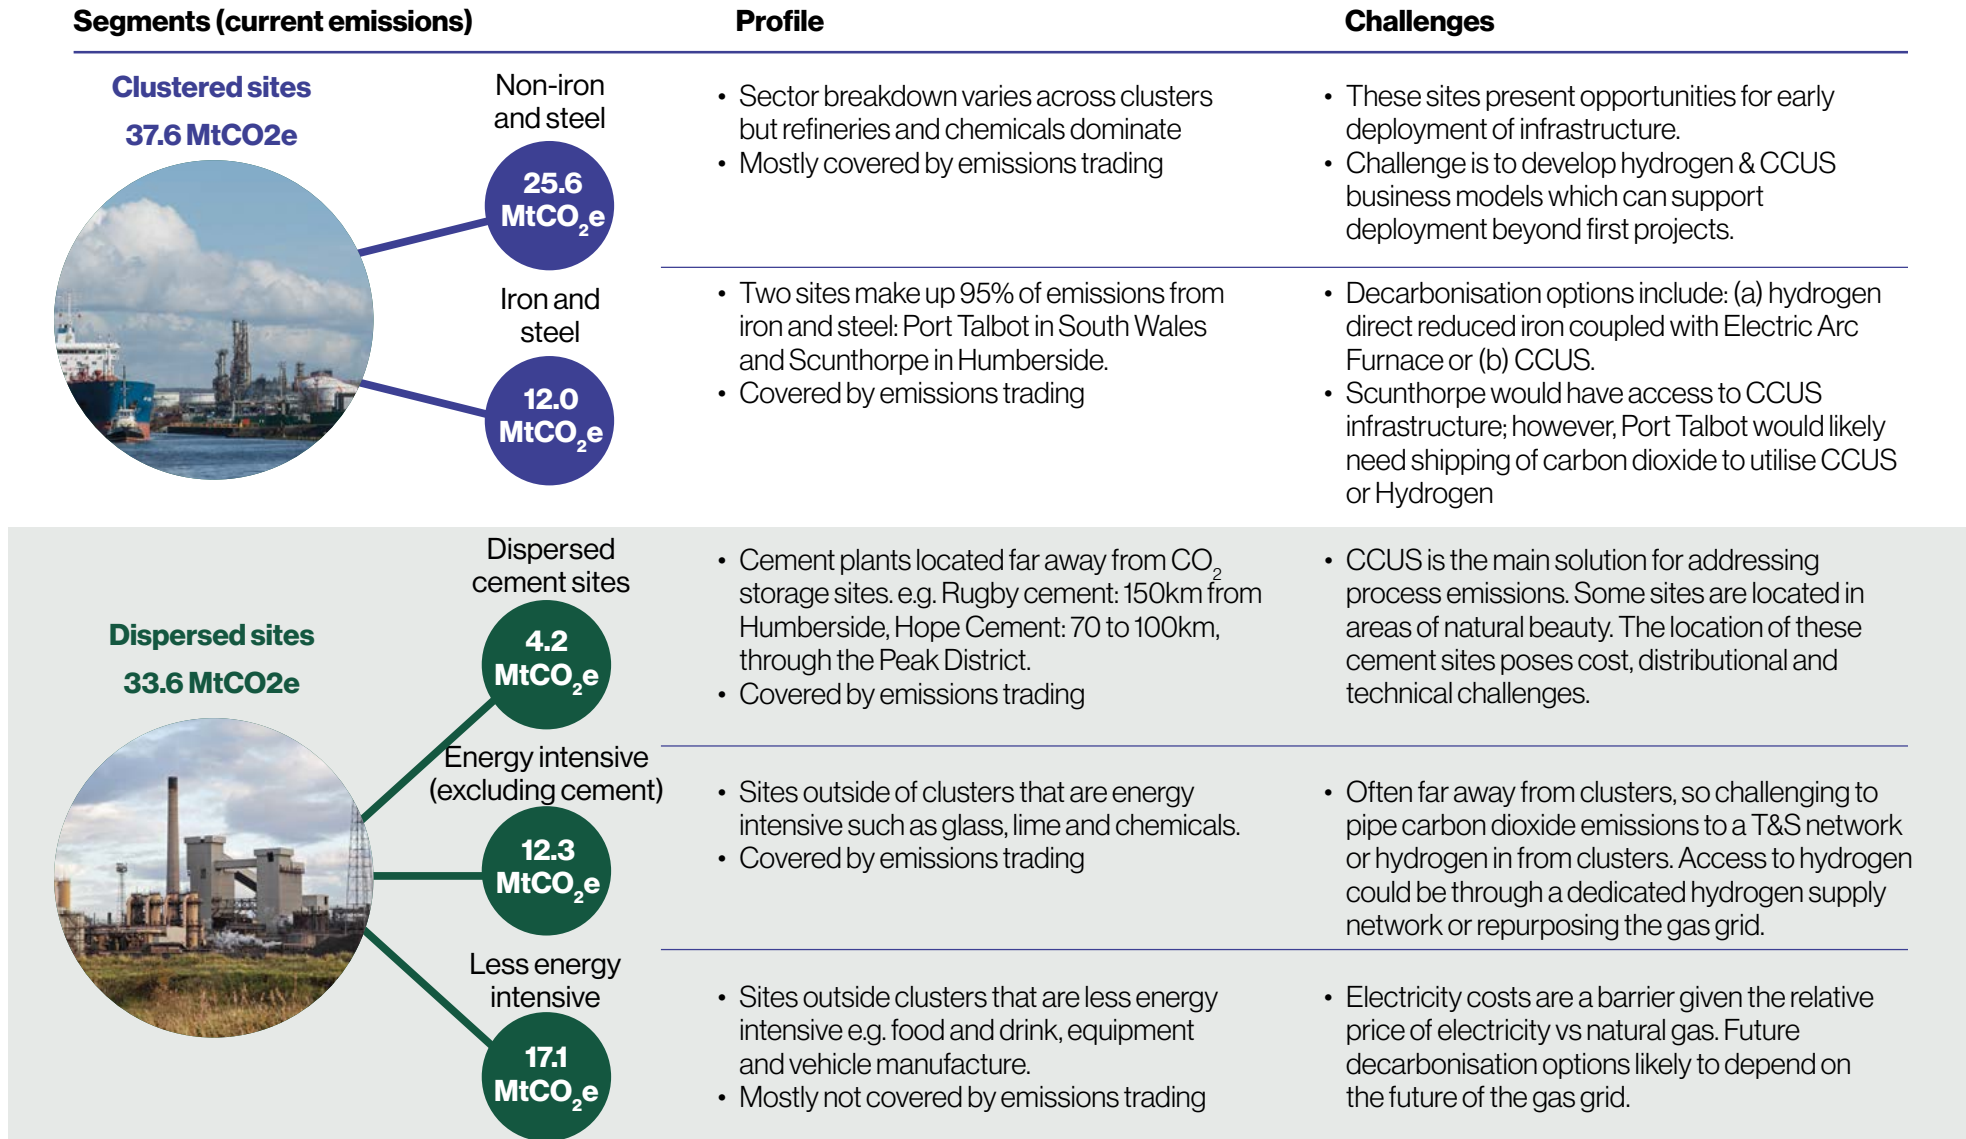 Segments (current emissions)
Profile
Challenges
Clustered sites
37.6 MtCO2e
Non-iron
and steel
25.6
MtCO₂e
• Sector breakdown varies across clusters
but refineries and chemicals dominate
• Mostly covered by emissions trading
• These sites present opportunities for early
deployment of infrastructure.
• Challenge is to develop hydrogen & CCUS
business models which can support
deployment beyond first projects.
Iron and
steel
12.0
MtCO₂e
• Two sites make up 95% of emissions from
iron and steel: Port Talbot in South Wales
and Scunthorpe in Humberside.
• Covered by emissions trading
• Decarbonisation options include: (a) hydrogen
direct reduced iron coupled with Electric Arc
Furnace or (b) CCUS.
• Scunthorpe would have access to CCUS
infrastructure; however, Port Talbot would likely
need shipping of carbon dioxide to utilise CCUS
or Hydrogen
Dispersed sites
33.6 MtCO2e
Dispersed
cement sites
4.2
MtCO₂e
• Cement plants located far away from CO₂
storage sites. e.g. Rugby cement: 150km from
Humberside, Hope Cement: 70 to 100km,
through the Peak District.
• Covered by emissions trading
• CCUS is the main solution for addressing
process emissions. Some sites are located in
areas of natural beauty. The location of these
cement sites poses cost, distributional and
technical challenges.
Energy intensive
(excluding cement)
12.3
MtCO₂e
• Sites outside of clusters that are energy
intensive such as glass, lime and chemicals.
• Covered by emissions trading
• Often far away from clusters, so challenging to
pipe carbon dioxide emissions to a T&S network
or hydrogen in from clusters. Access to hydrogen
could be through a dedicated hydrogen supply
network or repurposing the gas grid.
Less energy
intensive
17.1
MtCO₂e
• Sites outside clusters that are less energy
intensive e.g. food and drink, equipment
and vehicle manufacture.
• Mostly not covered by emissions trading
• Electricity costs are a barrier given the relative
price of electricity vs natural gas. Future
decarbonisation options likely to depend on
the future of the gas grid.